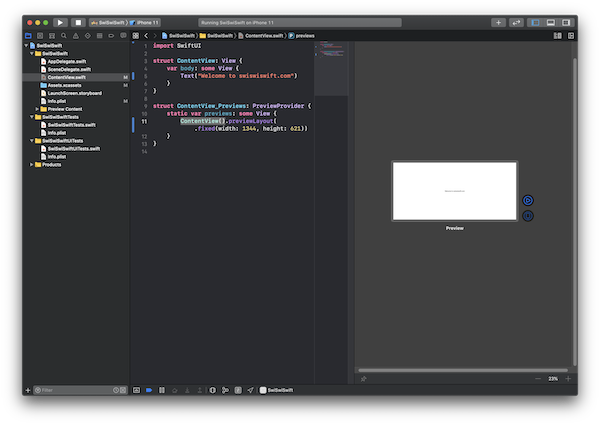 SwiSwiSwift
iPhone 11
Running SwiSwiSwift on iPhone 11
SwiSwiSwift
SwiSwiSwift
ContentView.swift
previews
SwiSwiSwift
SwiSwiSwift
AppDelegate.swift
SceneDelegate.swift
ContentView.swift M
Assets.xcassets M
LaunchScreen.storyboard
Info.plist M
Preview Content
SwiSwiSwiftTests
SwiSwiSwiftTests.swift
Info.plist
SwiSwiSwiftUITests
SwiSwiSwiftUITests.swift
Info.plist
Products
1 import SwiftUI
2
3 struct ContentView: View {
4 var body: some View {
5 Text("Welcome to swiswiswift.com")
6 }
7 }
8
9 struct ContentView_Previews: PreviewProvider {
10 static var previews: some View {
11 ContentView().previewLayout(
.fixed(width: 1344, height: 621))
12 }
13 }
14
Preview
Filter
SwiSwiSwift
23%